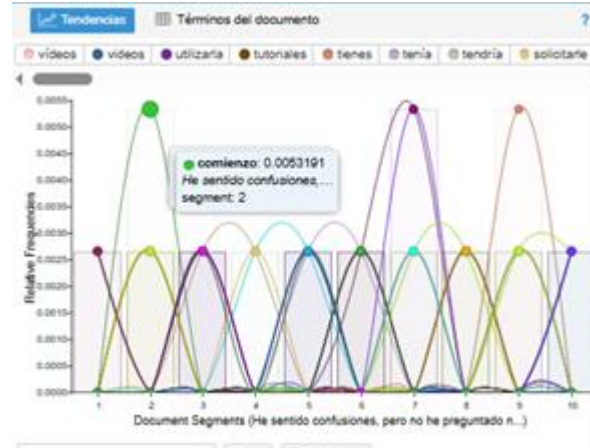 Tendencias Términos del documento ?
vídeos videos utilizarla tutoriales tienes tenía tendría solicitarle
0.0055
0.0050
0.0045
0.0040
0.0035
0.0030
0.0025
0.0020
0.0015
0.0010
0.0005
0.0000
Relative Frequencies
comienzo: 0.0053191
He sentido confusiones,....
segment: 2
1 2 3 4 5 6 7 8 9 10
Document Segments (He sentido confusiones, pero no he preguntado n...)